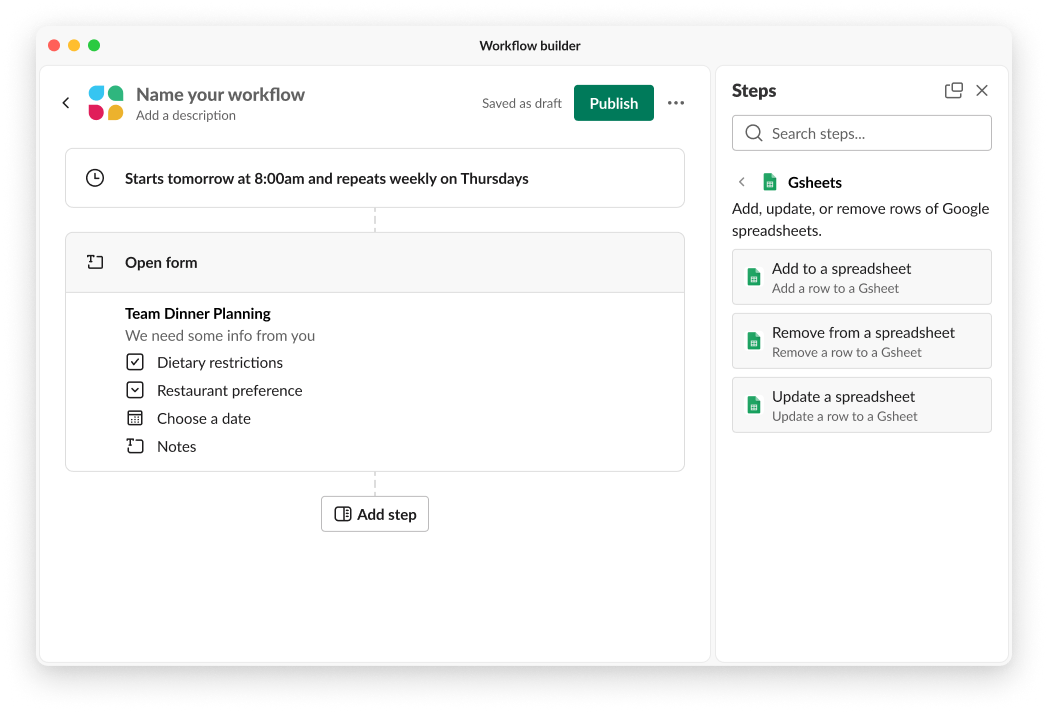 Workflow builder
Name your workflow
Add a description
Saved as draft
Publish
Starts tomorrow at 8:00am and repeats weekly on Thursdays
Open form
Team Dinner Planning
We need some info from you
Dietary restrictions
Restaurant preference
Choose a date
Notes
Add step
Steps
Search steps...
Gsheets
Add, update, or remove rows of Google
spreadsheets.
Add to a spreadsheet
Add a row to a Gsheet
Remove from a spreadsheet
Remove a row to a Gsheet
Update a spreadsheet
Update a row to a Gsheet